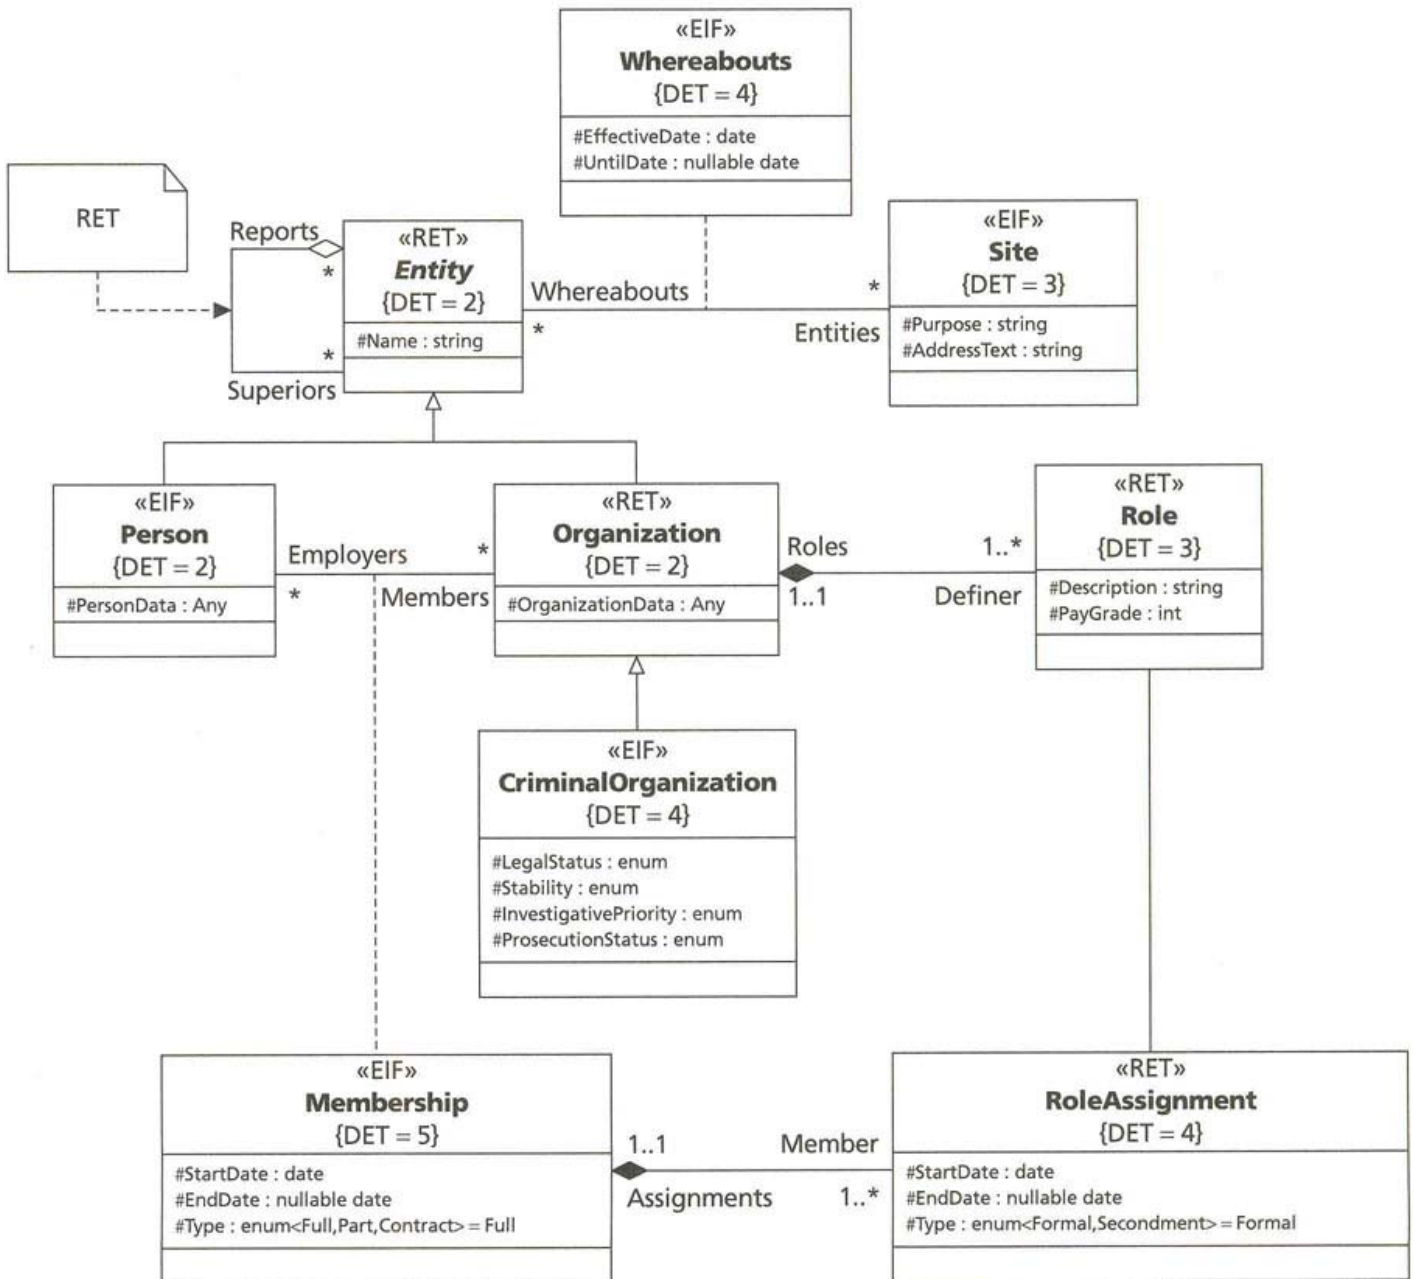 «EIF»
Whereabouts
{DET = 4}
#EffectiveDate : date
#UntilDate : nullable date
RET
Reports
*
*
Superiors
«RET»
Entity
{DET = 2}
#Name : string
Whereabouts
*
*
Entities
«EIF»
Site
{DET = 3}
#Purpose : string
#AddressText : string
«EIF»
Person
{DET = 2}
#PersonData : Any
Employers
*
*
Members
«RET»
Organization
{DET = 2}
#OrganizationData : Any
Roles
1..*
1..1
Definer
«RET»
Role
{DET = 3}
#Description : string
#PayGrade : int
«EIF»
CriminalOrganization
{DET = 4}
#LegalStatus : enum
#Stability : enum
#InvestigativePriority : enum
#ProsecutionStatus : enum
«EIF»
Membership
{DET = 5}
#StartDate : date
#EndDate : nullable date
#Type : enum<Full,Part,Contract> = Full
1..1
Member
Assignments
1..*
«RET»
RoleAssignment
{DET = 4}
#StartDate : date
#EndDate : nullable date
#Type : enum<Formal,Secondment> = Formal